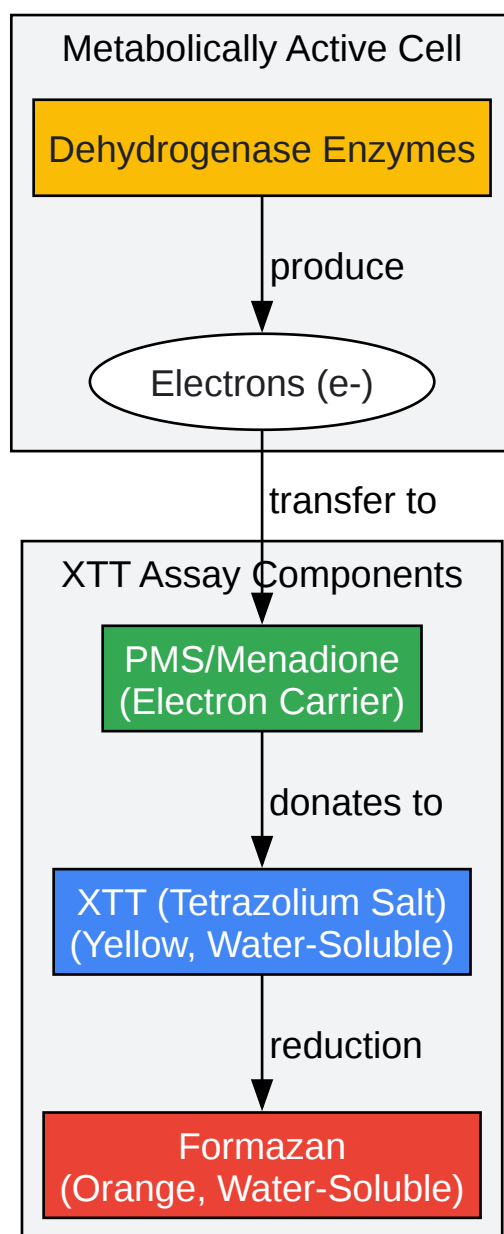 Metabolically Active Cell
Dehydrogenase Enzymes
produce
Electrons (e-)
transfer to
XTT Assay Components
PMS/Menadione
(Electron Carrier)
donates to
XTT (Tetrazolium Salt)
(Yellow, Water-Soluble)
reduction
Formazan
(Orange, Water-Soluble)